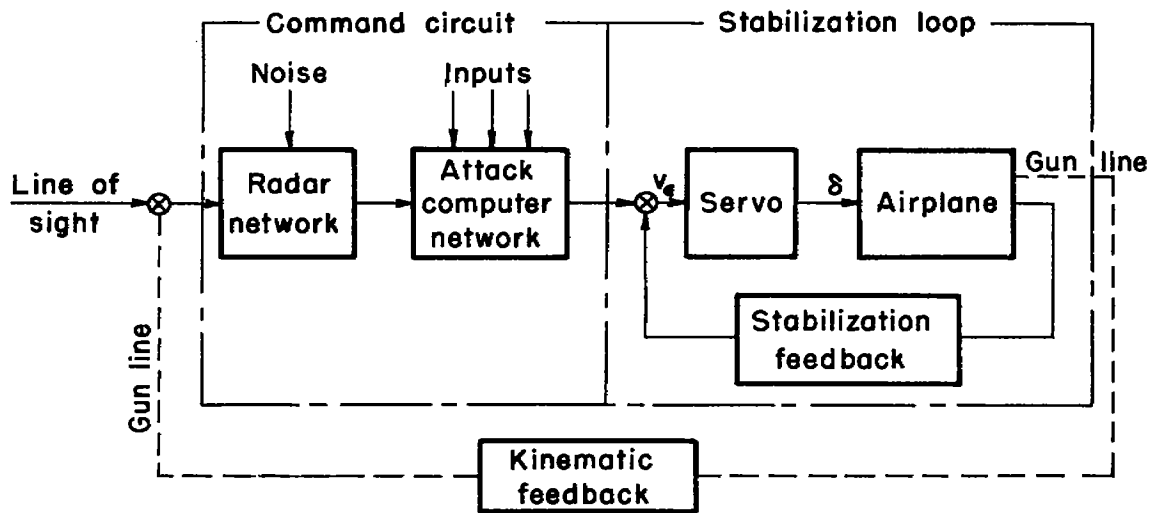 Command circuit
Stabilization loop
Noise
Inputs
Line of
sight
Radar
network
Attack
computer
network
Vε
Servo
δ
Airplane
Gun line
Stabilization
feedback
Gun line
Kinematic
feedback